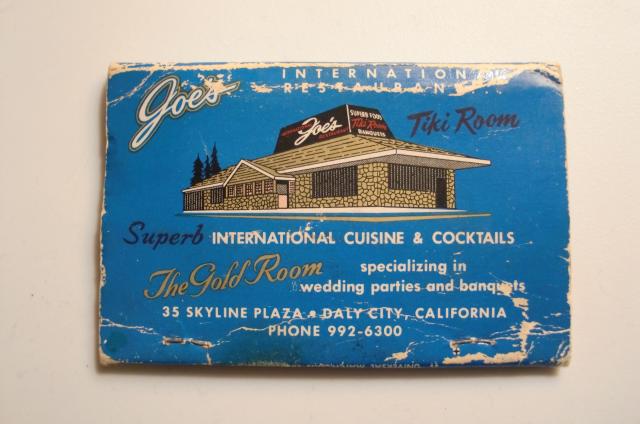 INTERNATIONAL
Joe's RESTAURANT
SUPERB FOOD
Joe's Tiki Room
RESTAURANT BANQUETS
Tiki Room
Superb INTERNATIONAL CUISINE & COCKTAILS
The Gold Room specializing in
wedding parties and banquets
35 SKYLINE PLAZA • DALY CITY, CALIFORNIA
PHONE 992-6300